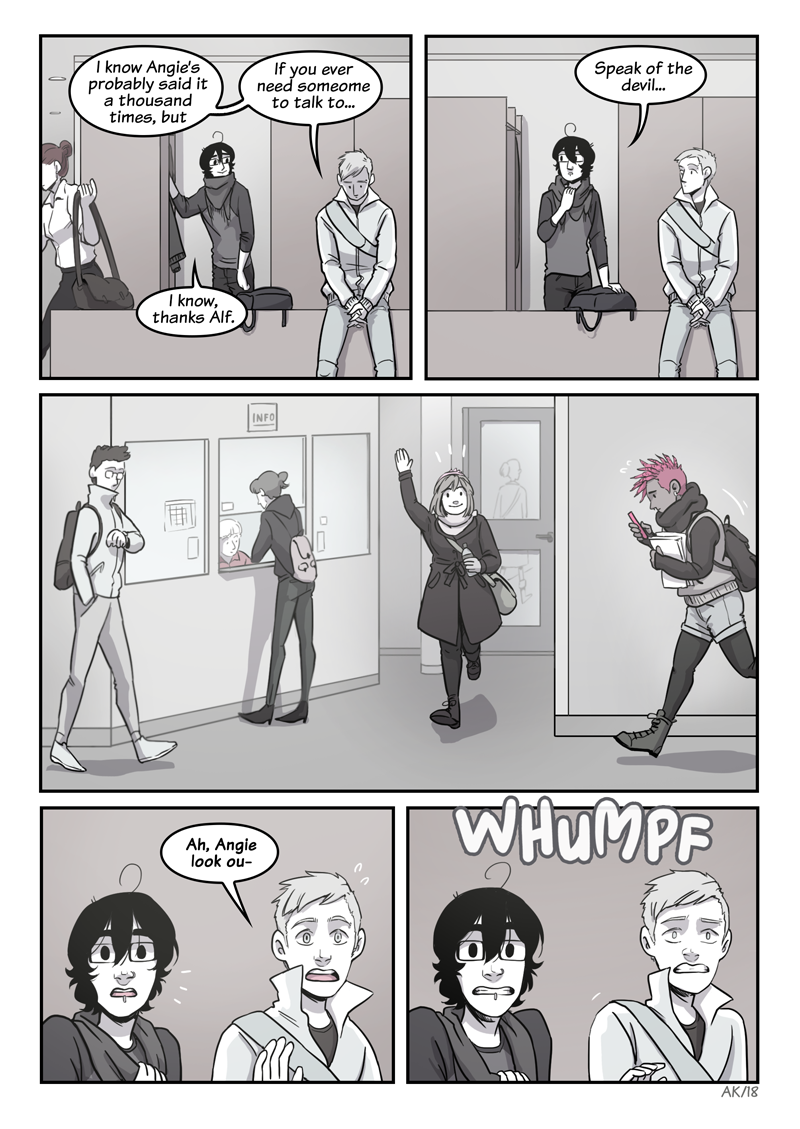 I know Angie's
probably said it
a thousand
times, but
If you ever
need someone
to talk to...
I know,
thanks Alf.
Speak of the
devil...
INFO
Ah, Angie
look ou-
WHUMPF
AK/18